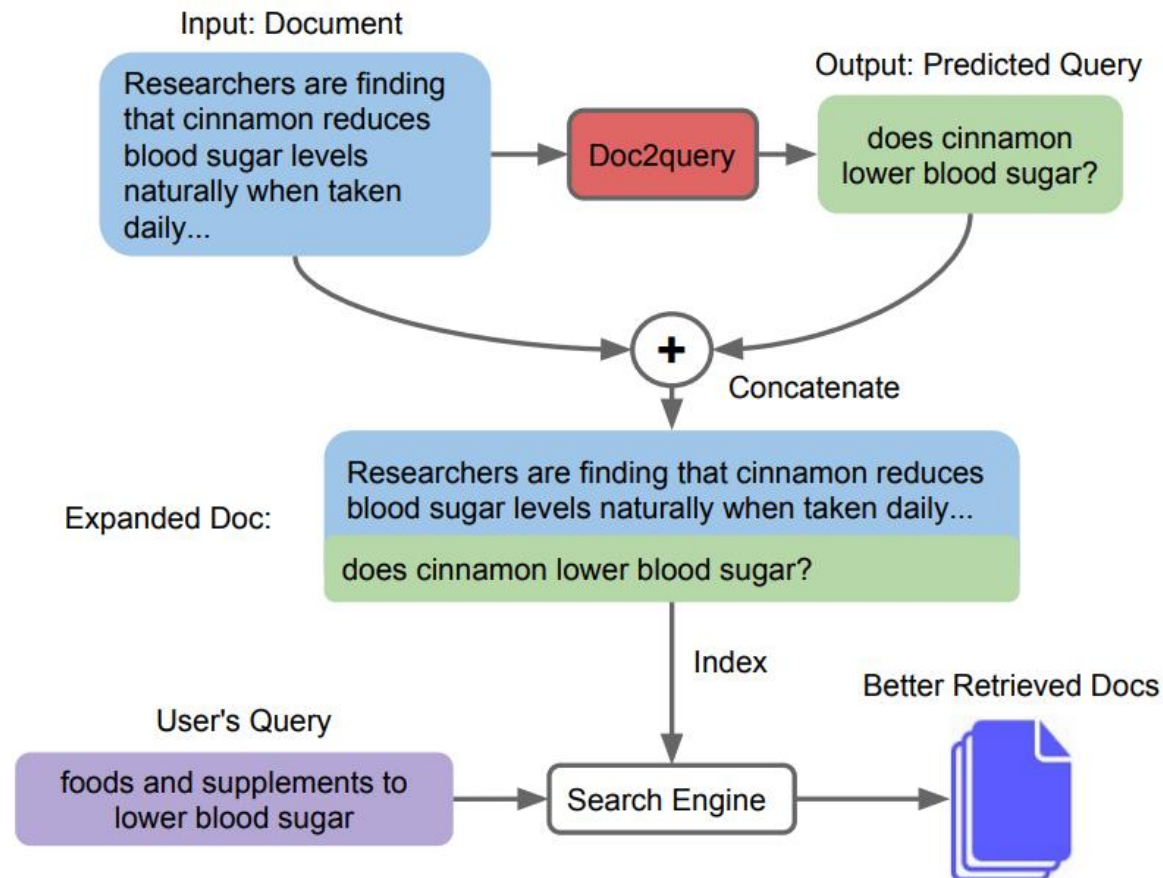 Input: Document
Researchers are finding
that cinnamon reduces
blood sugar levels
naturally when taken
daily...
Doc2query
Output: Predicted Query
does cinnamon
lower blood sugar?
+
Concatenate
Expanded Doc:
Researchers are finding that cinnamon reduces
blood sugar levels naturally when taken daily...
does cinnamon lower blood sugar?
Index
User's Query
foods and supplements to
lower blood sugar
Search Engine
Better Retrieved Docs